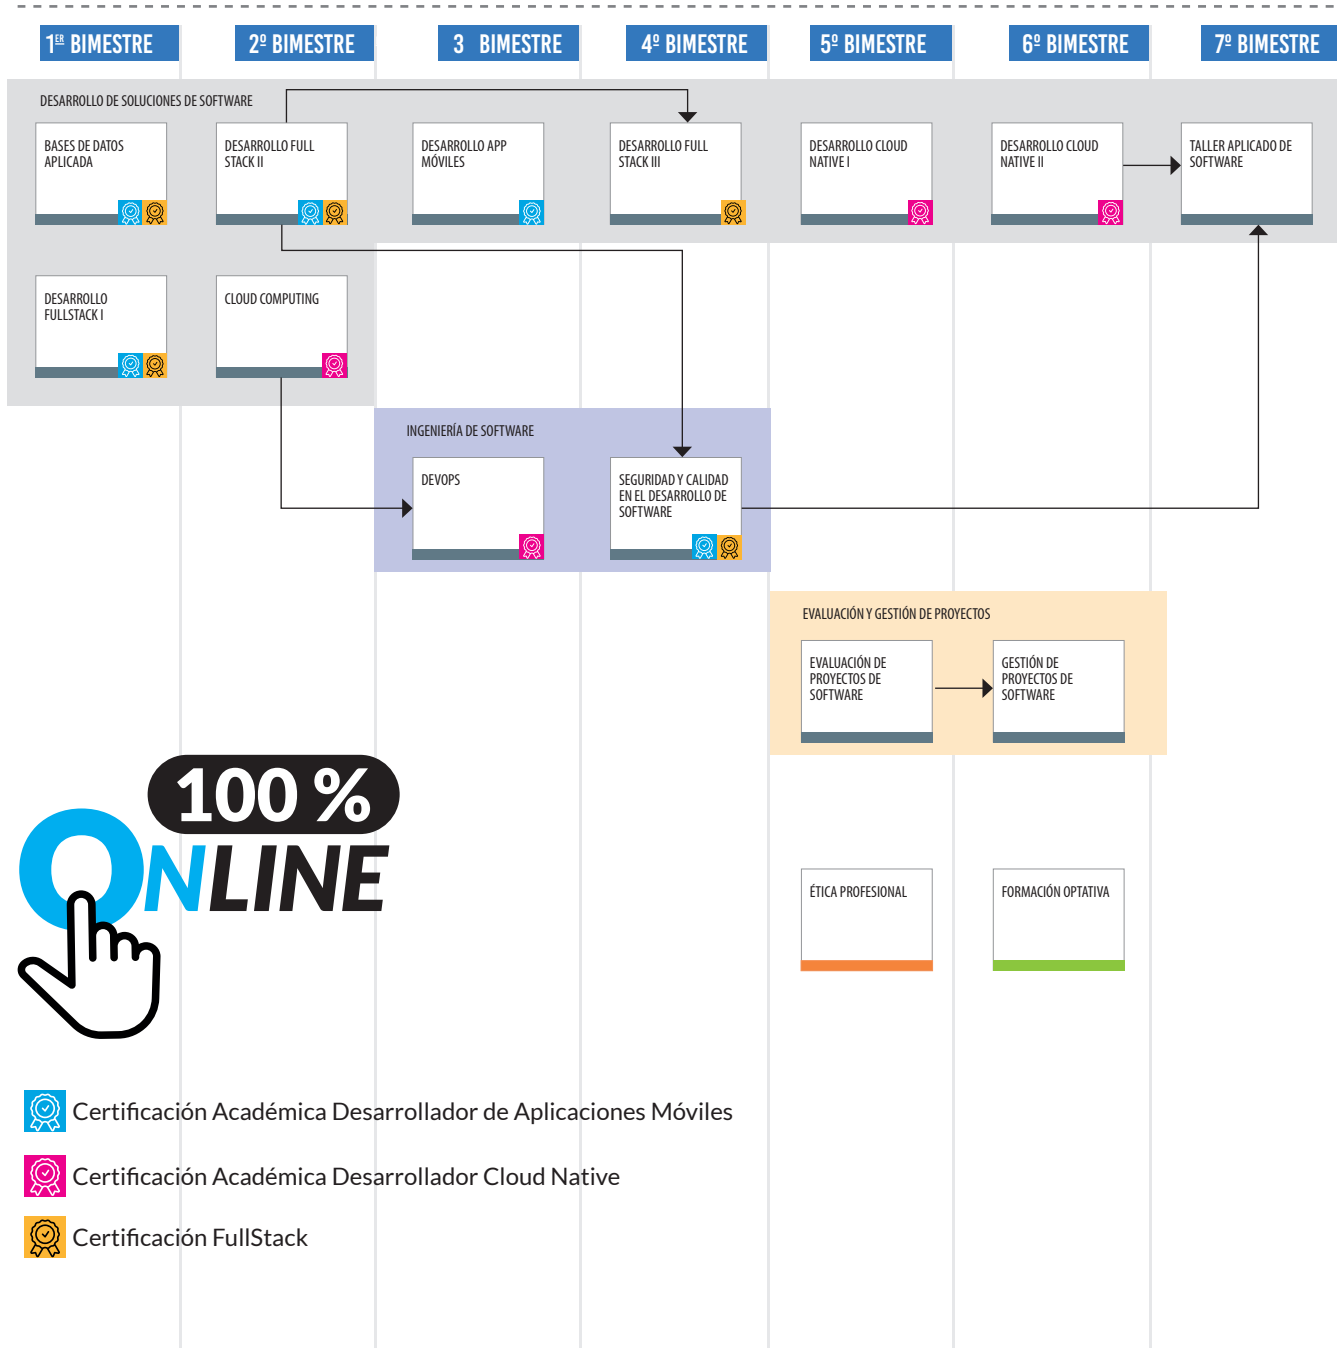 1ER BIMESTRE
2º BIMESTRE
3 BIMESTRE
4º BIMESTRE
5º BIMESTRE
6º BIMESTRE
7º BIMESTRE
DESARROLLO DE SOLUCIONES DE SOFTWARE
BASES DE DATOS
APLICADA
DESARROLLO FULL
STACK II
DESARROLLO APP
MÓVILES
DESARROLLO FULL
STACK III
DESARROLLO CLOUD
NATIVE I
DESARROLLO CLOUD
NATIVE II
TALLER APLICADO DE
SOFTWARE
DESARROLLO
FULLSTACK I
CLOUD COMPUTING
INGENIERÍA DE SOFTWARE
DEVOPS
SEGURIDAD Y CALIDAD
EN EL DESARROLLO DE
SOFTWARE
EVALUACIÓN Y GESTIÓN DE PROYECTOS
EVALUACIÓN DE
PROYECTOS DE
SOFTWARE
GESTIÓN DE
PROYECTOS DE
SOFTWARE
100 %
ONLINE
ÉTICA PROFESIONAL
FORMACIÓN OPTATIVA
Certificación Académica Desarrollador de Aplicaciones Móviles
Certificación Académica Desarrollador Cloud Native
Certificación FullStack